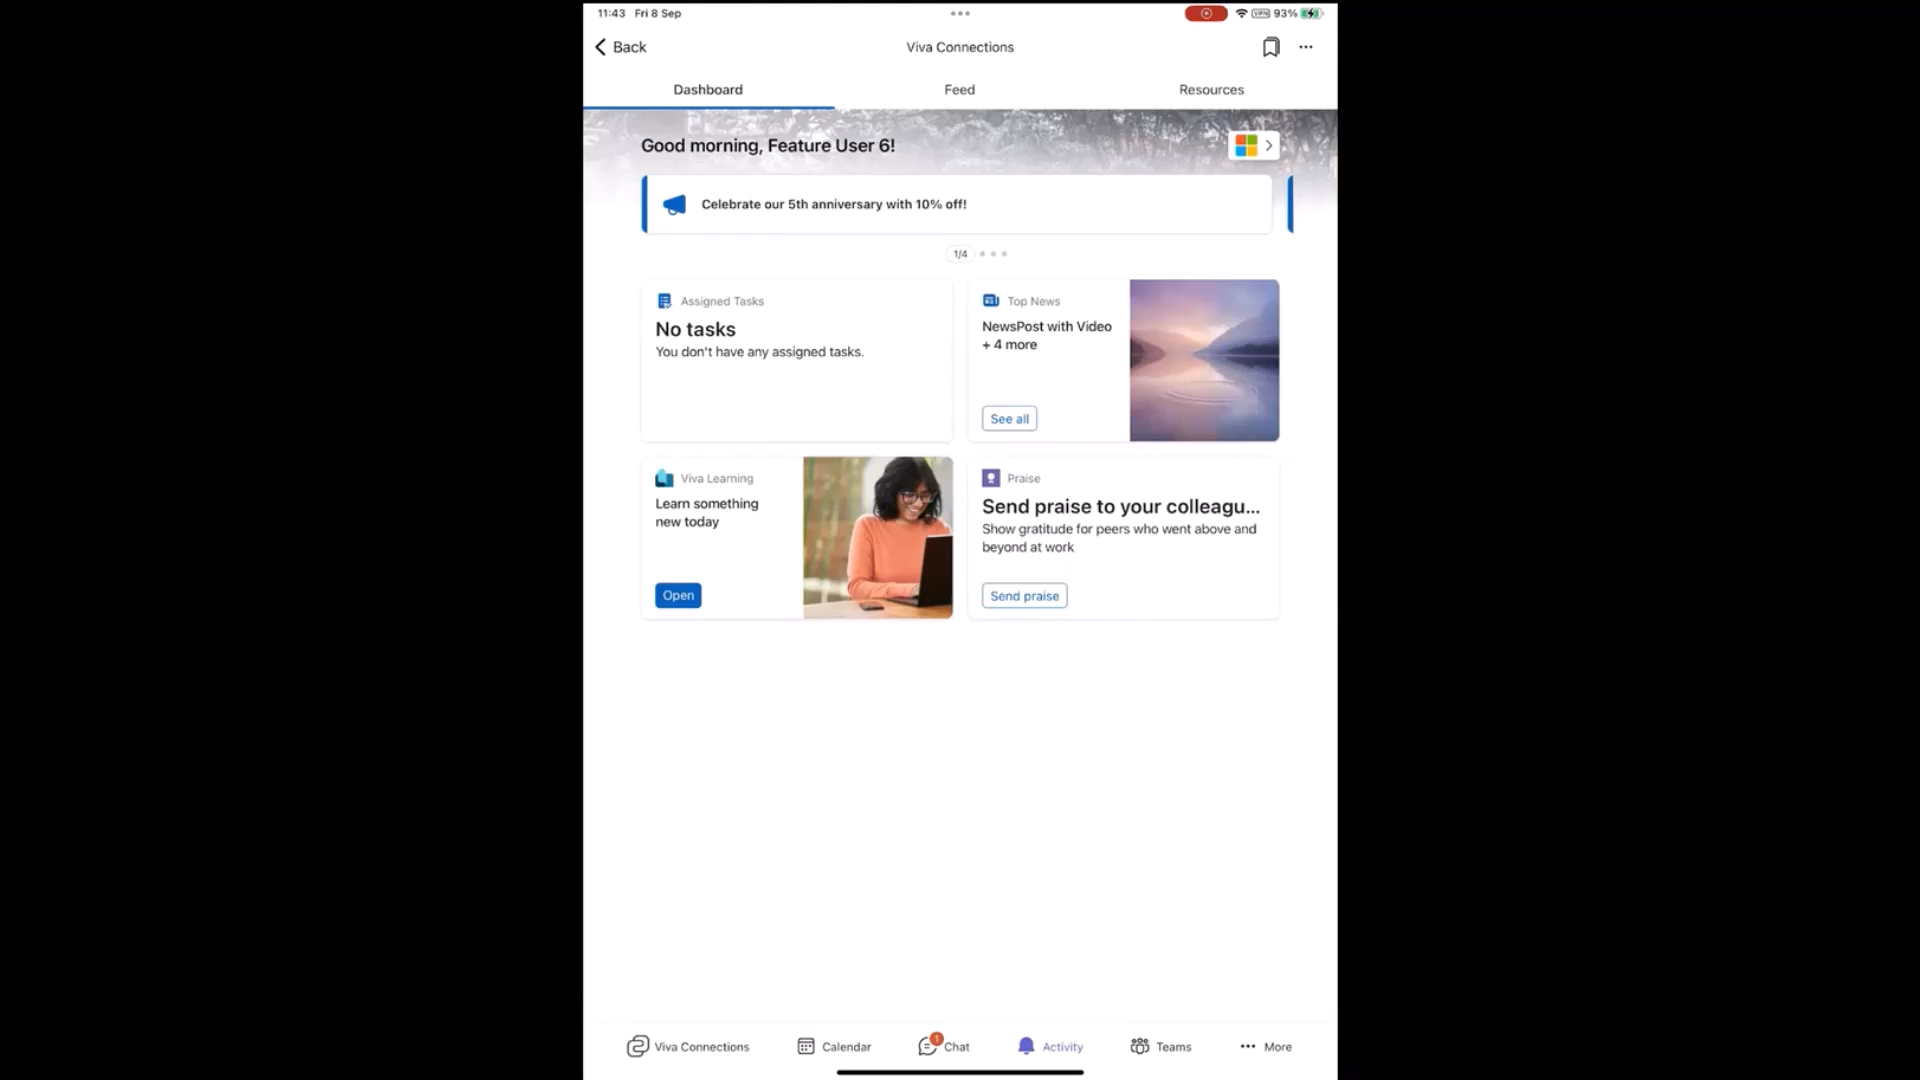 11:43 Fri 8 Sep
VPN 93%
Back
Viva Connections
Dashboard
Feed
Resources
Good morning, Feature User 6!
Celebrate our 5th anniversary with 10% off!
1/4
Assigned Tasks
No tasks
You don't have any assigned tasks.
Top News
NewsPost with Video
+ 4 more
See all
Viva Learning
Learn something
new today
Open
Praise
Send praise to your colleagu...
Show gratitude for peers who went above and
beyond at work
Send praise
Viva Connections
Calendar
1
Chat
Activity
Teams
More